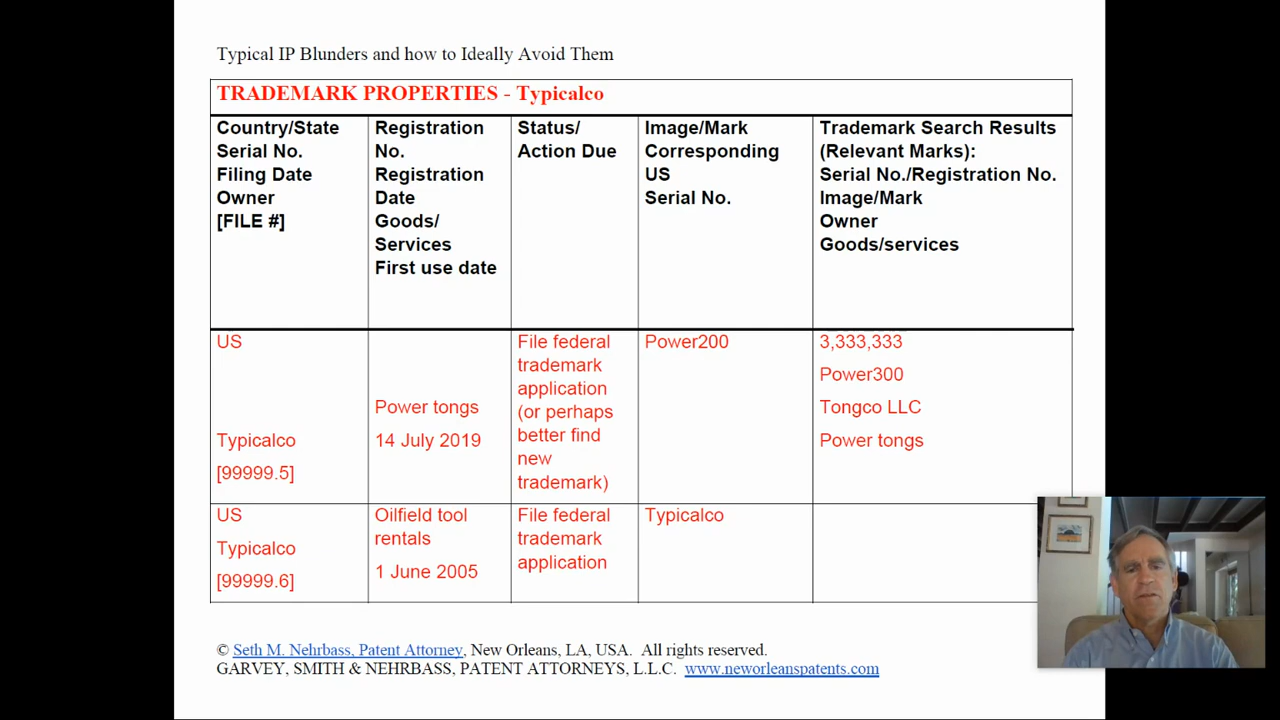 Typical IP Blunders and how to Ideally Avoid Them
TRADEMARK PROPERTIES - Typicalco
Country/State
Serial No.
Filing Date
Owner
[FILE #]
Registration
No.
Registration
Date
Goods/
Services
First use date
Status/
Action Due
Image/Mark
Corresponding
US
Serial No.
Trademark Search Results
(Relevant Marks):
Serial No./Registration No.
Image/Mark
Owner
Goods/services
US
Typicalco
[99999.5]
Power tongs
14 July 2019
File federal
trademark
application
(or perhaps
better find
new
trademark)
Power200
3,333,333
Power300
Tongco LLC
Power tongs
US
Typicalco
[99999.6]
Oilfield tool
rentals
1 June 2005
File federal
trademark
application
Typicalco
© Seth M. Nehrbass, Patent Attorney, New Orleans, LA, USA.  All rights reserved.
GARVEY, SMITH & NEHRBASS, PATENT ATTORNEYS, L.L.C.  www.neworleanspatents.com